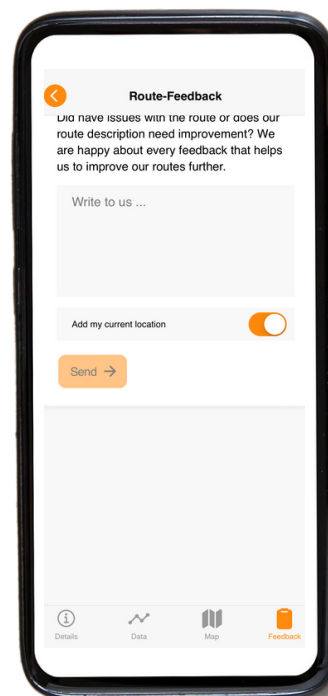 Route-Feedback
Did have issues with the route or does our
route description need improvement? We
are happy about every feedback that helps
us to improve our routes further.
Write to us ...
Add my current location
Send →
Details
Data
Map
Feedback